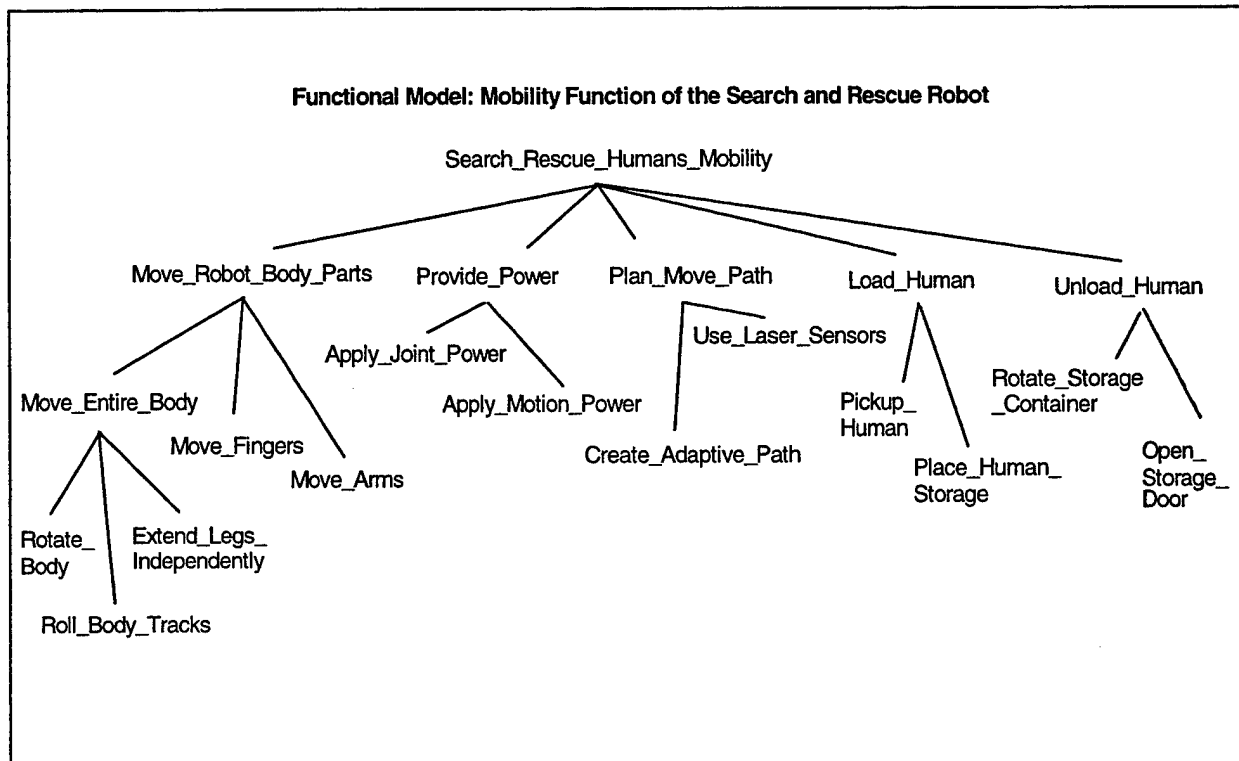 Functional Model: Mobility Function of the Search and Rescue Robot
Search_Rescue_Humans_Mobility
Move_Robot_Body_Parts
Provide_Power
Plan_Move_Path
Load_Human
Unload_Human
Apply_Joint_Power
Use_Laser_Sensors
Move_Entire_Body
Apply_Motion_Power
Pickup_
Human
Rotate_Storage
_Container
Move_Fingers
Create_Adaptive_Path
Move_Arms
Place_Human_
Storage
Open_
Storage_
Door
Rotate_
Body
Extend_Legs_
Independently
Roll_Body_Tracks